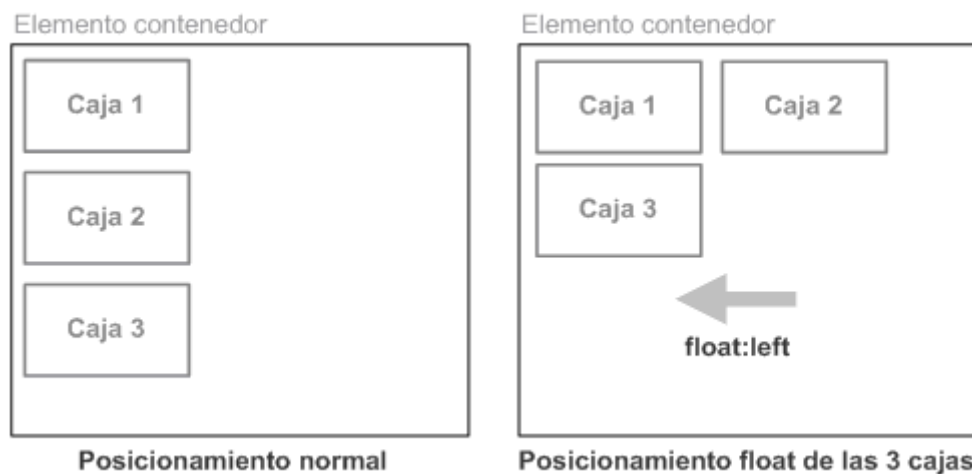 Elemento contenedor
Caja 1
Caja 2
Caja 3
Posicionamiento normal
Elemento contenedor
Caja 1
Caja 2
Caja 3
float:left
Posicionamiento float de las 3 cajas